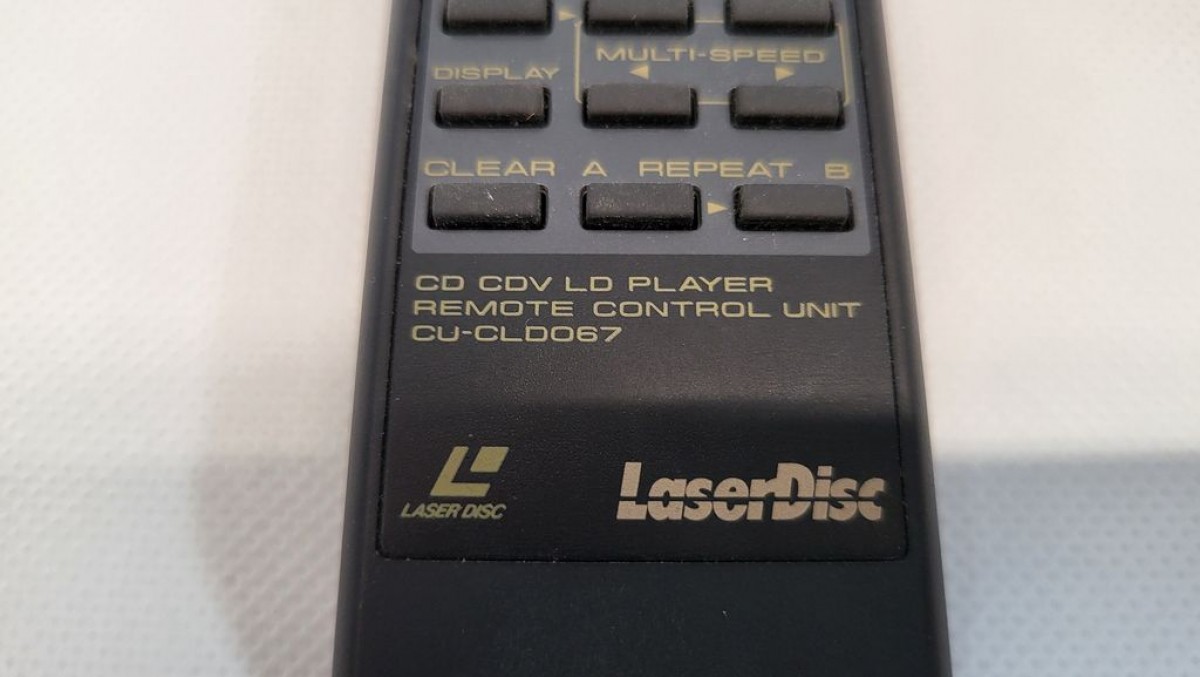 MULTI-SPEED
DISPLAY
CLEAR A REPEAT B
CD CDV LD PLAYER
REMOTE CONTROL UNIT
CU-CLD067
LASER DISC
LaserDisc